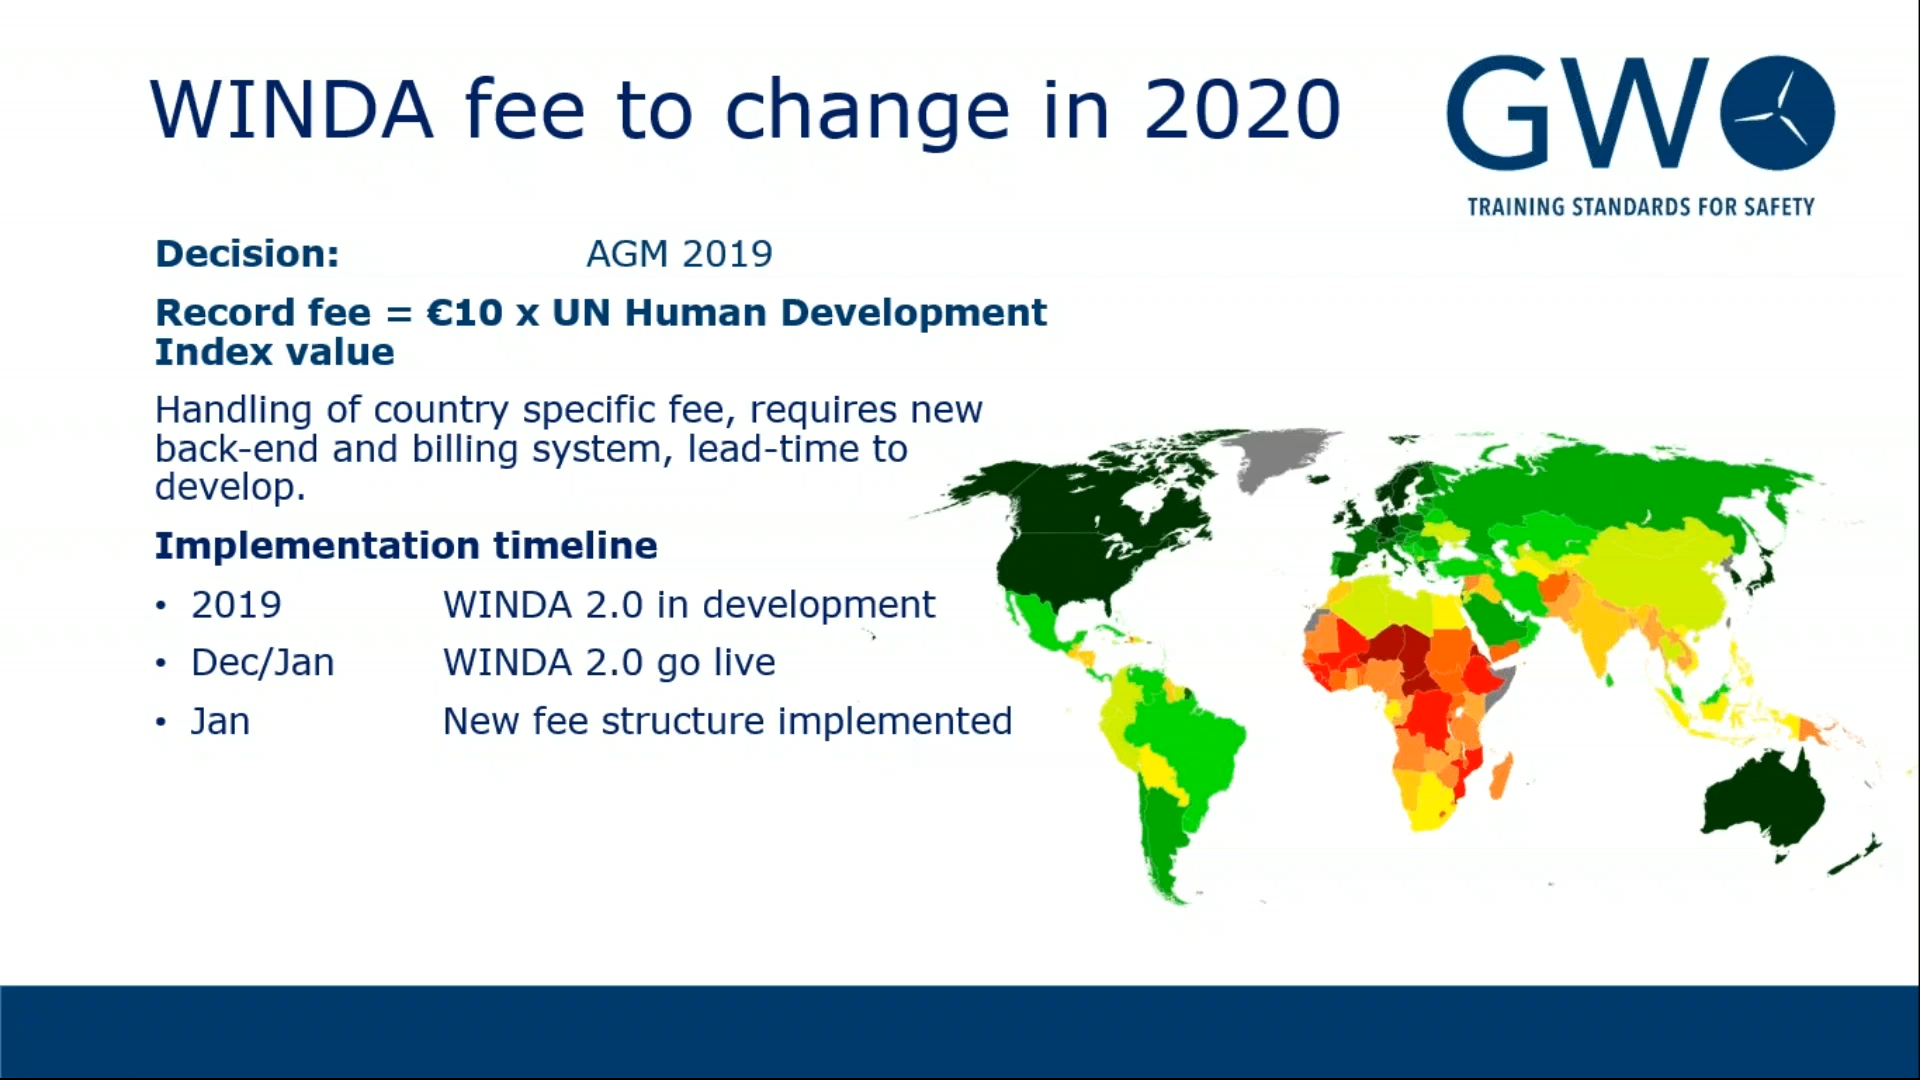 WINDA fee to change in 2020
GWO
TRAINING STANDARDS FOR SAFETY
Decision: AGM 2019
Record fee = €10 x UN Human Development
Index value
Handling of country specific fee, requires new
back-end and billing system, lead-time to
develop.
Implementation timeline
• 2019 WINDA 2.0 in development
• Dec/Jan WINDA 2.0 go live
• Jan New fee structure implemented